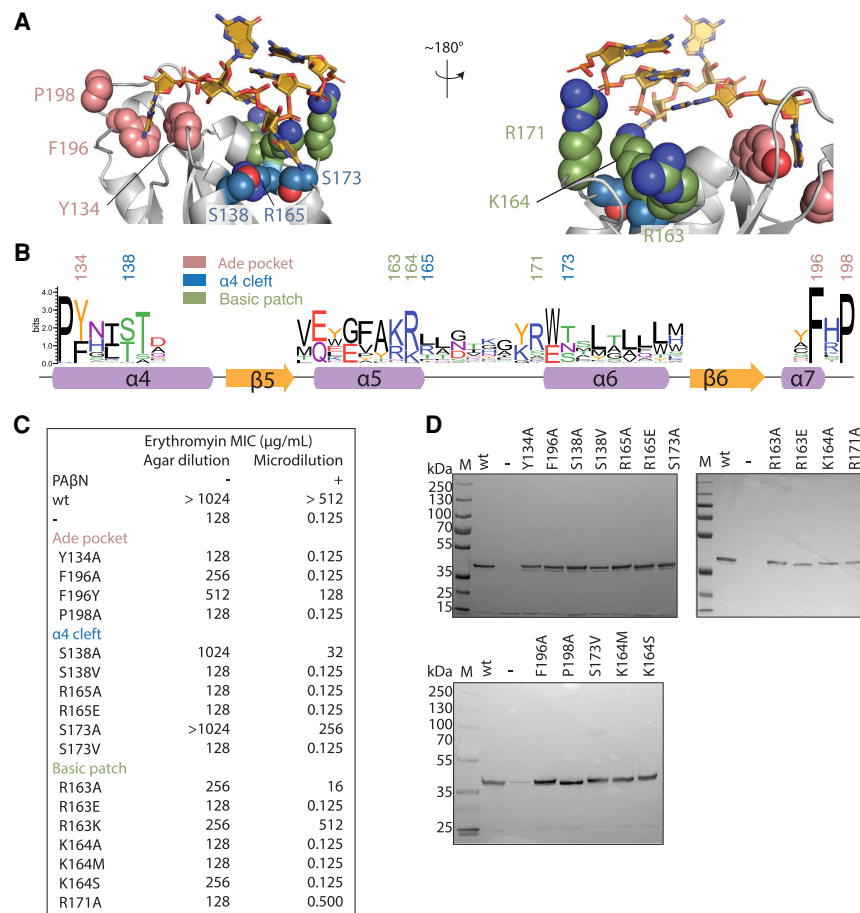 A
~180°
P198
F196
Y134
S138
R165
S173
R171
K164
R163
B
134
138
Ade pocket
α4 cleft
Basic patch
163
164
165
171
173
196
198
4.0
3.0
2.0
1.0
0.0
bits
α4
β5
α5
α6
β6
α7
C
Erythromyin MIC (μg/mL)
Agar dilution Microdilution
PAβN - +
wt > 1024 > 512
- 128 0.125
Ade pocket
Y134A 128 0.125
F196A 256 0.125
F196Y 512 128
P198A 128 0.125
α4 cleft
S138A 1024 32
S138V 128 0.125
R165A 128 0.125
R165E 128 0.125
S173A >1024 256
S173V 128 0.125
Basic patch
R163A 256 16
R163E 128 0.125
R163K 256 512
K164A 128 0.125
K164M 128 0.125
K164S 256 0.125
R171A 128 0.500
D
kDa M wt - Y134A F196A S138A S138V R165A R165E S173A
250
130
100
70
55
35
25
15
M wt - R163A R163E K164A R171A
kDa M wt - F196A P198A S173V K164M K164S
250
130
100
70
55
35
25